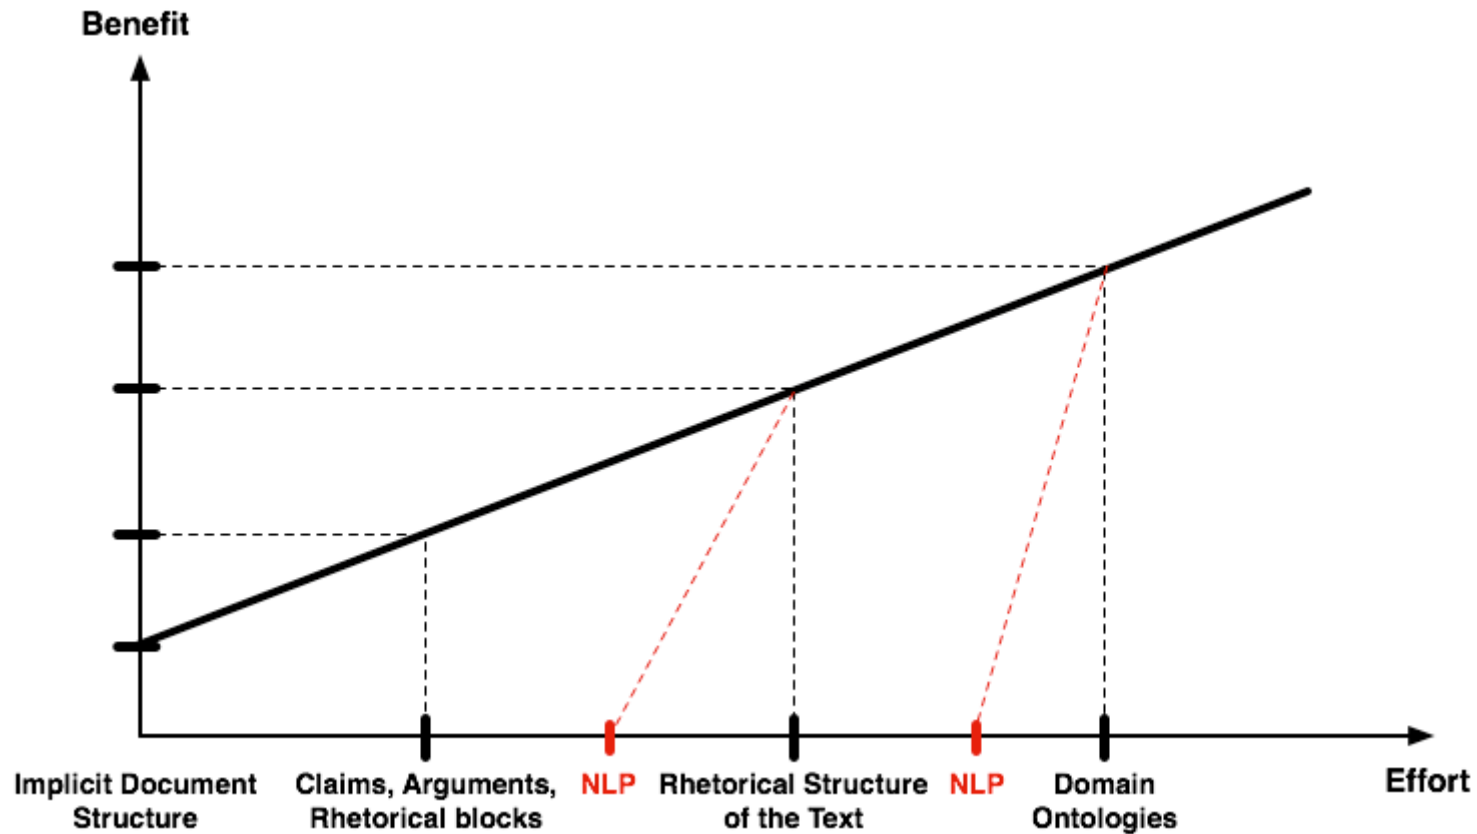 Benefit
Implicit Document
Structure
Claims, Arguments,
Rhetorical blocks
NLP
Rhetorical Structure
of the Text
NLP
Domain
Ontologies
Effort